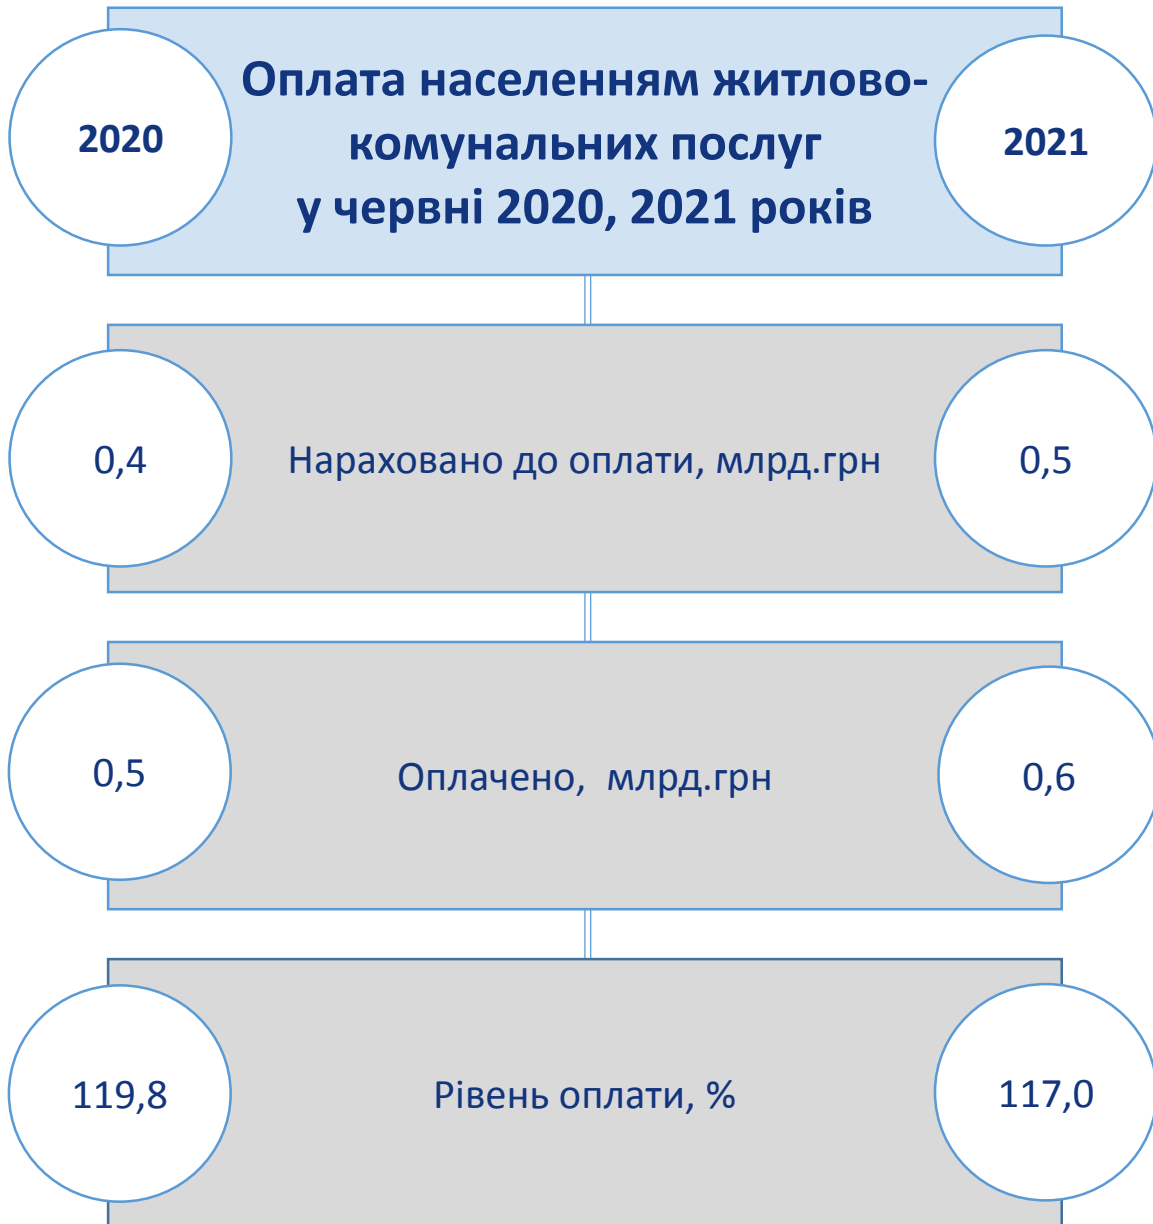 2020
Оплата населенням житлово-
комунальних послуг
у червні 2020, 2021 років
2021
0,4
Нараховано до оплати, млрд.грн
0,5
0,5
Оплачено, млрд.грн
0,6
119,8
Рівень оплати, %
117,0